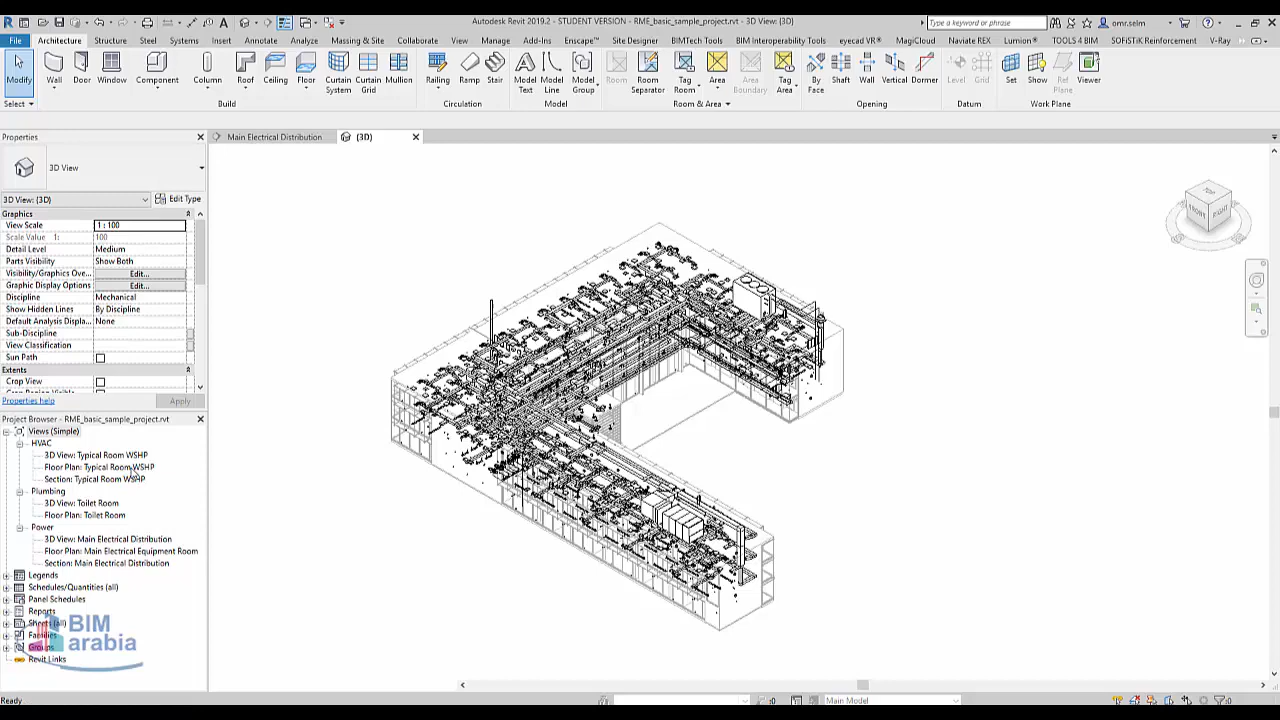 Autodesk Revit 2019.2 - STUDENT VERSION - RME_basic_sample_project.rvt - 3D View: {3D}
Type a keyword or phrase
omr.selm
File Architecture Structure Steel Systems Insert Annotate Analyze Massing & Site Collaborate View Manage Add-Ins Enscape™ Site Designer BIMTech Tools BIM Interoperability Tools eyecad VR® MagiCloud Naviate REX Lumion® TOOLS 4 BIM SOFiSTiK Reinforcement V-Ray
Modify Wall Door Window Component Column Roof Ceiling Floor Curtain System Curtain Grid Mullion Railing Ramp Stair Model Text Model Line Model Group Room Room Separator Tag Room Area Area Boundary Tag Area By Face Shaft Wall Vertical Dormer Level Grid Set Show Ref Plane Viewer
Select Build Circulation Model Room & Area Opening Datum Work Plane
Properties
Main Electrical Distribution
{3D}
3D View
3D View: {3D}
Edit Type
Graphics
View Scale 1 : 100
Scale Value 1: 100
Detail Level Medium
Parts Visibility Show Both
Visibility/Graphics Ove... Edit...
Graphic Display Options Edit...
Discipline Mechanical
Show Hidden Lines By Discipline
Default Analysis Displa... None
Sub-Discipline
View Classification
Sun Path
Extents
Crop View
Properties help
Apply
Project Browser - RME_basic_sample_project.rvt
Views (Simple)
HVAC
3D View: Typical Room WSHP
Floor Plan: Typical Room WSHP
Section: Typical Room WSHP
Plumbing
3D View: Toilet Room
Floor Plan: Toilet Room
Power
3D View: Main Electrical Distribution
Floor Plan: Main Electrical Equipment Room
Section: Main Electrical Distribution
Legends
Schedules/Quantities (all)
Panel Schedules
Reports
Sheets (all)
Families
Groups
Revit Links
BIM
arabia
TOP
FRONT
RIGHT
Ready
:0
Main Model
:0